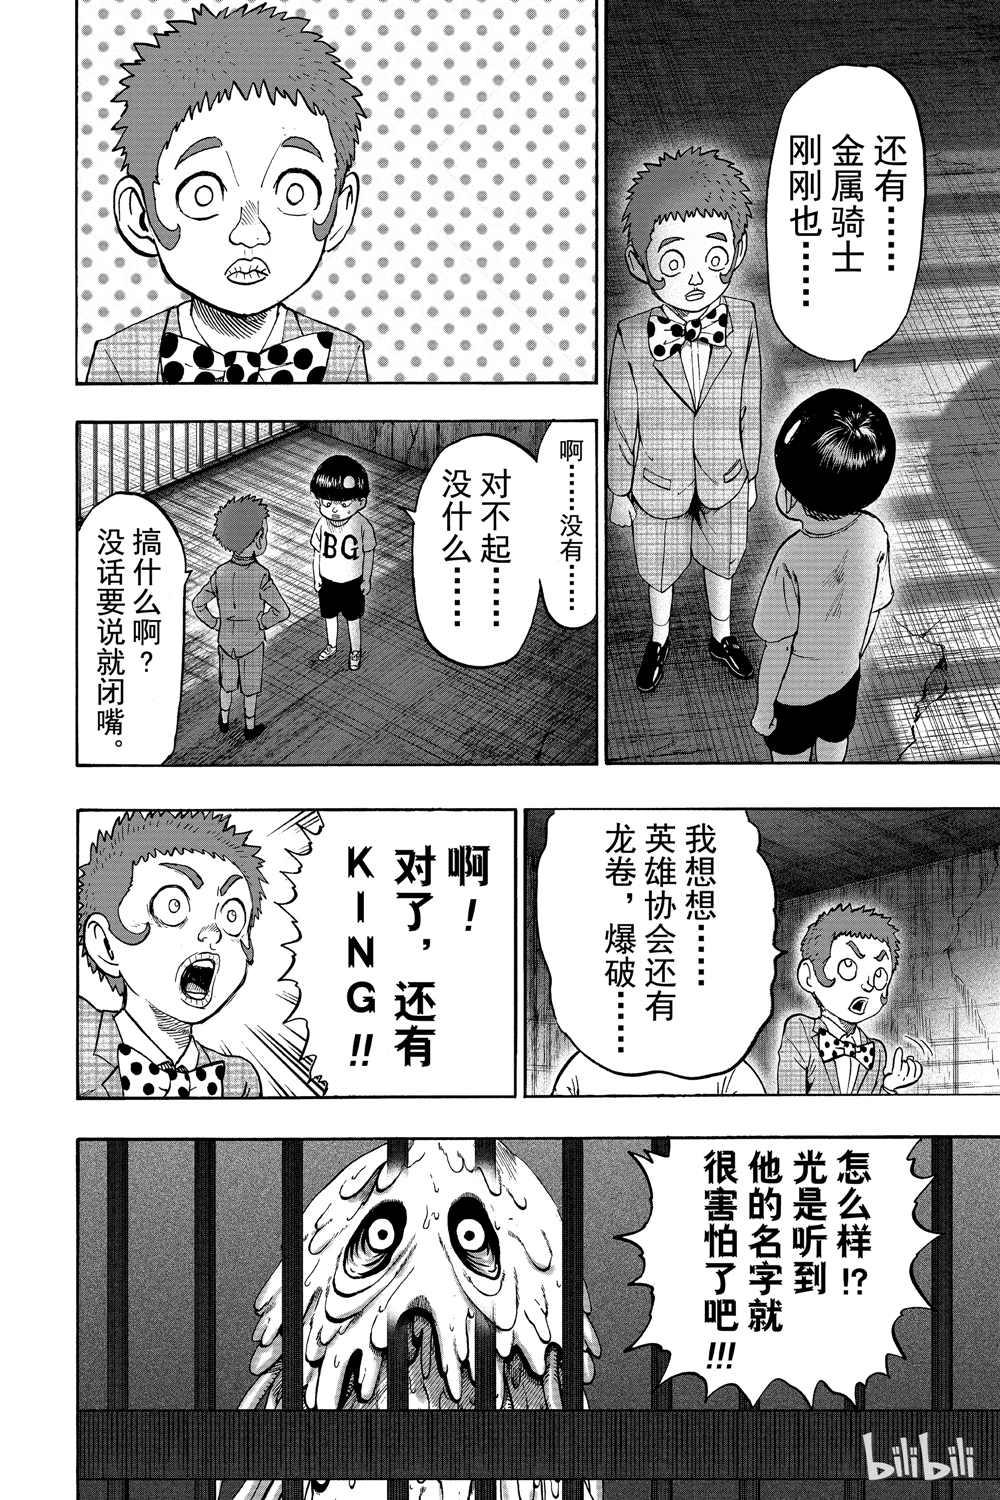 还有……
金属骑士
刚刚也……
啊……没有……
对不起……
没什么……
BG
搞什么啊？
没话要说就闭嘴。
我想想……
英雄协会还有
龙卷，爆破……
啊！
对了，还有
KING!!
怎么样!?
光是听到
他的名字就
很害怕了吧!!!
bilibili